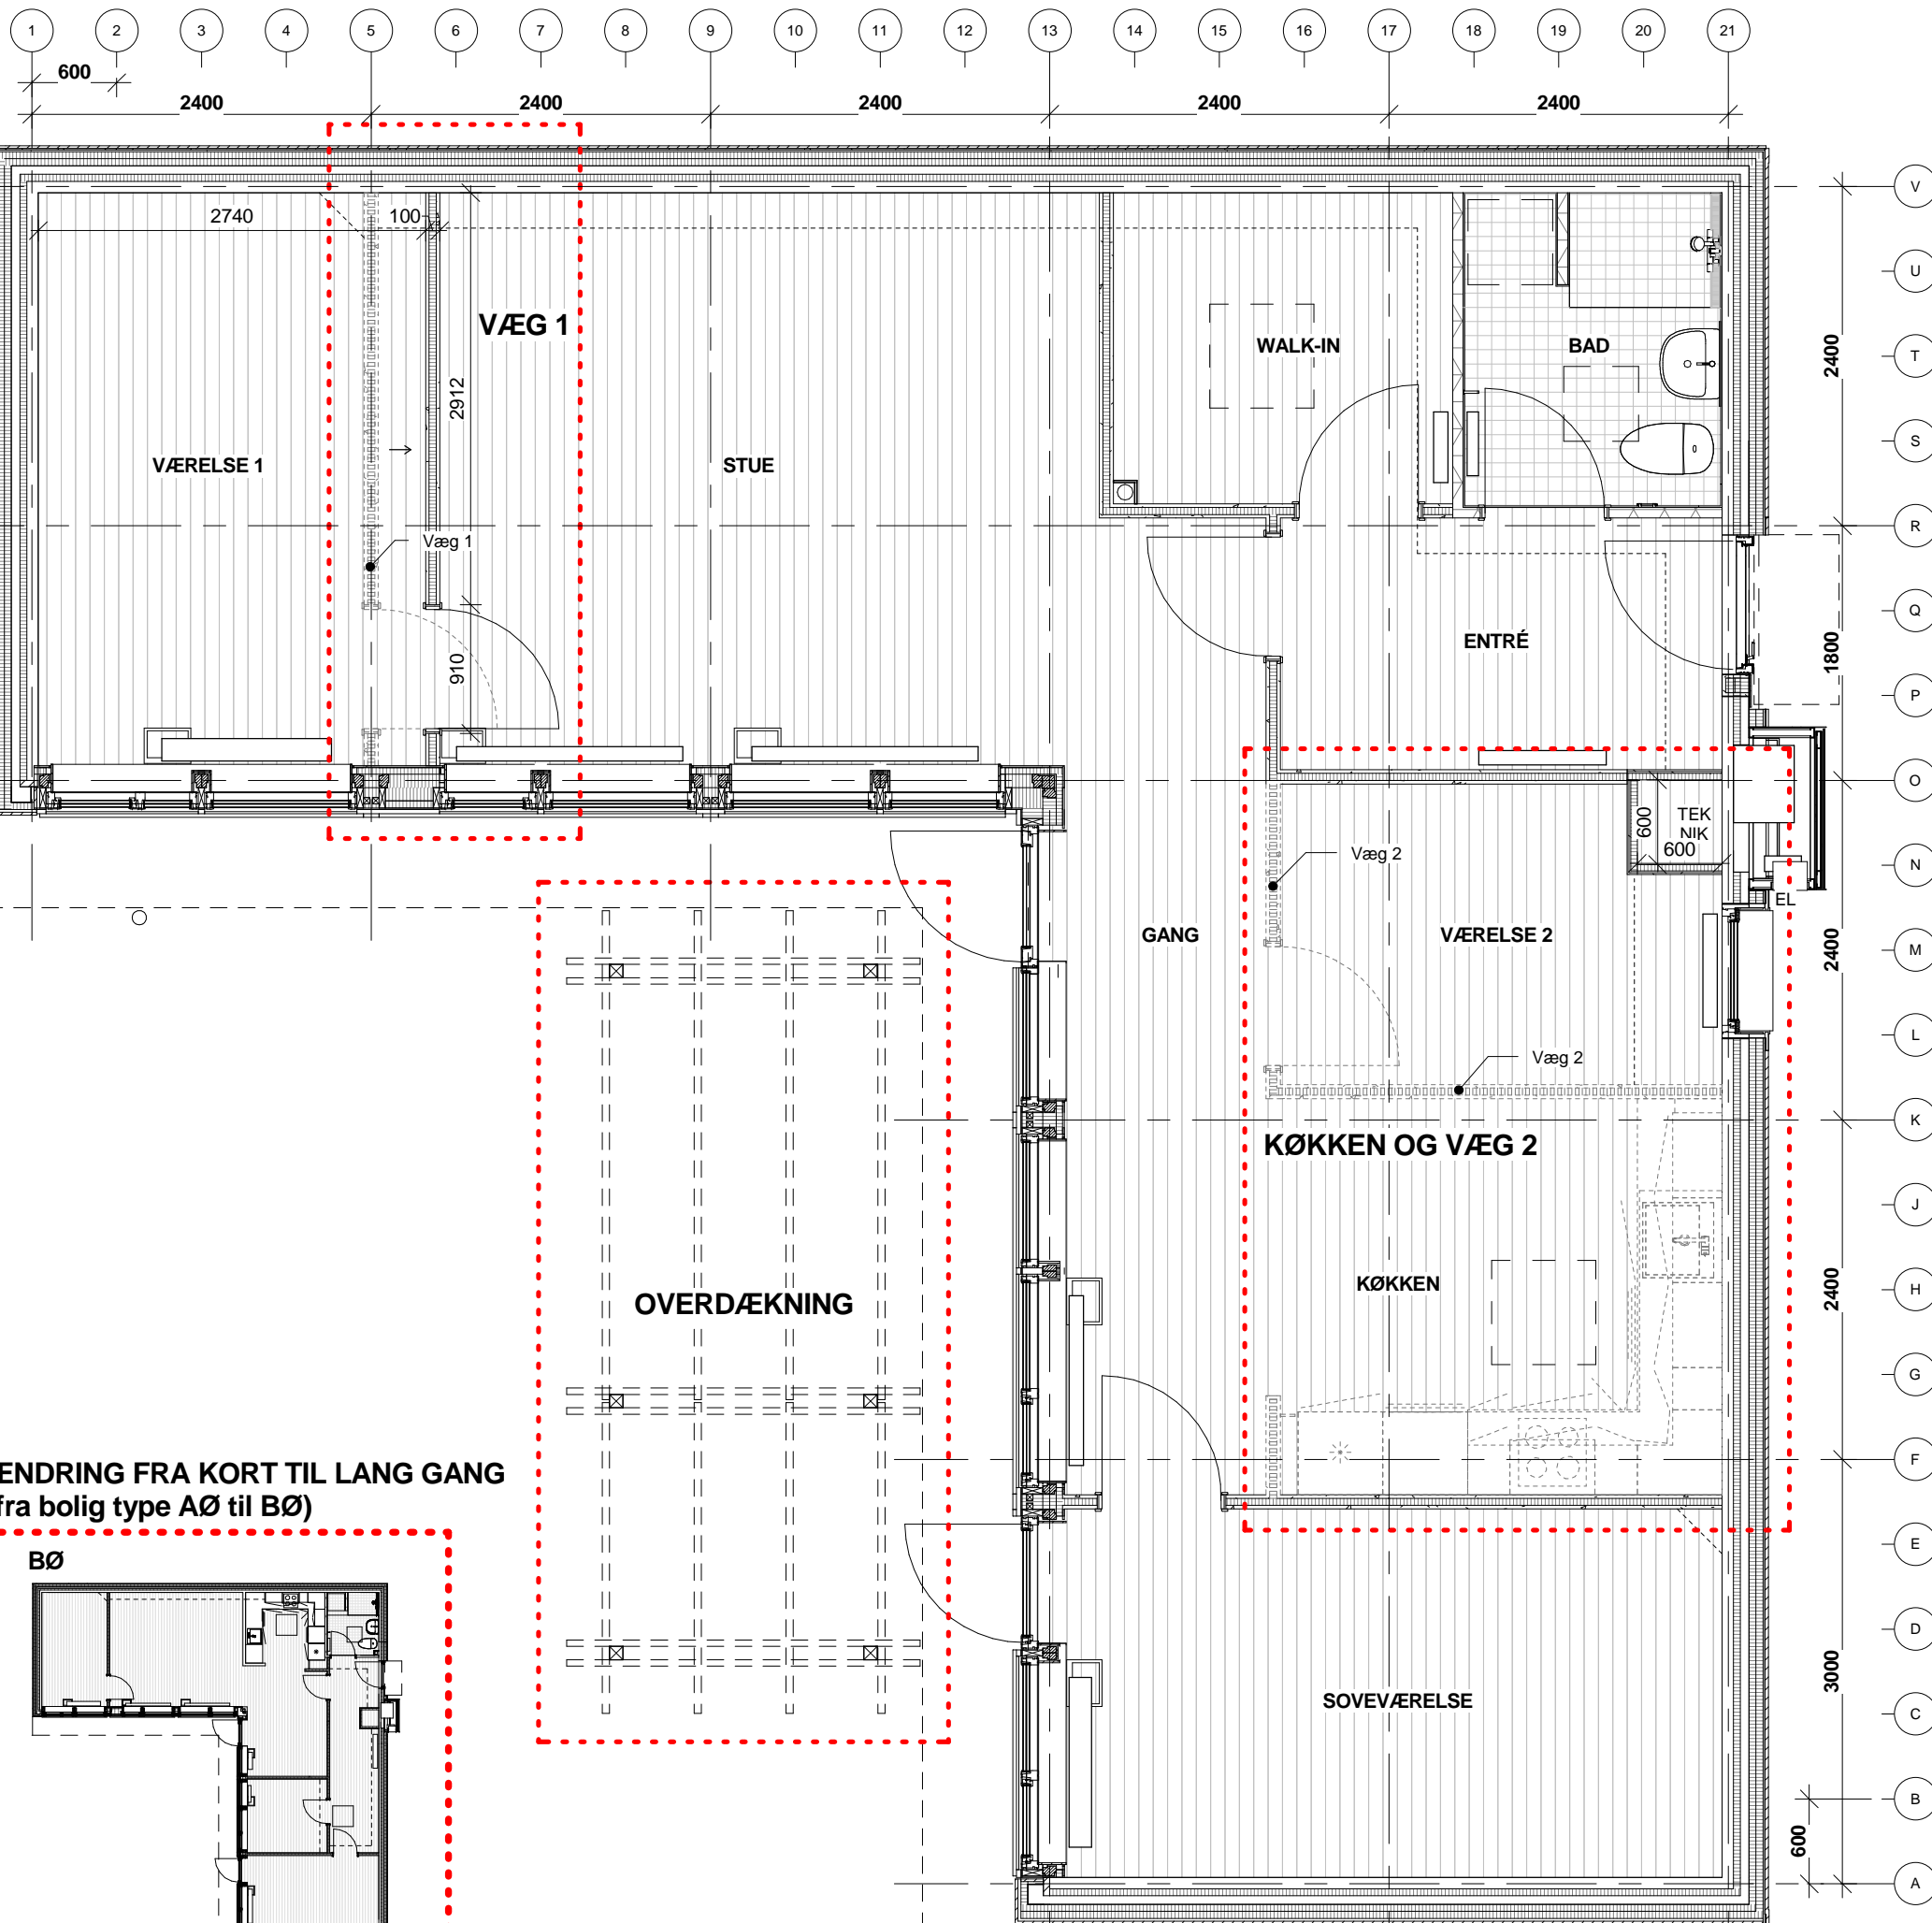 1 2 3 4 5 6 7 8 9 10 11 12 13 14 15 16 17 18 19 20 21
600
2400 2400 2400 2400 2400
V
2740 100
U
VÆG 1
WALK-IN BAD 2400 T
2912
VÆRELSE 1 STUE S
R
Væg 1
Q
ENTRÉ
910 1800
P
O
600 TEK
NIK
600
Væg 2 N
EL
GANG VÆRELSE 2 2400 M
L
Væg 2
K
KØKKEN OG VÆG 2
J
OVERDÆKNING KØKKEN 2400 H
G
F
ENDRING FRA KORT TIL LANG GANG
fra bolig type AØ til BØ)
E
BØ
D
3000
SOVEVÆRELSE C
B
600
A